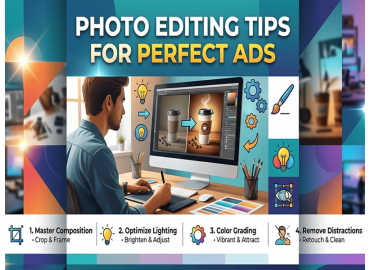 PHOTO EDITING TIPS
FOR PERFECT ADS
1. Master Composition
• Crop & Frame
2. Optimize Lighting
• Brighten & Adjust
3. Color Grading
• Vibrant & Attract
4. Remove Distractions
• Retouch & Clean